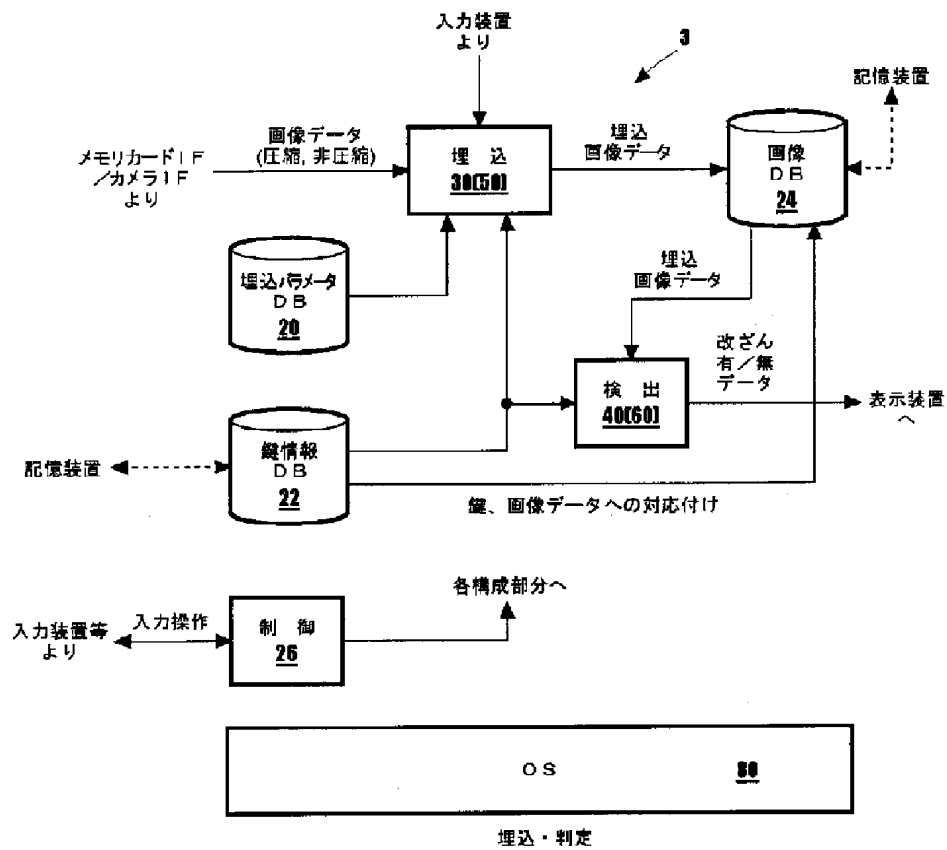 入力装置
より
3
記憶装置
メモリカードIF
/カメラIF
より
画像データ
(圧縮, 非圧縮)
埋 込
30(50)
埋込
画像データ
画像
DB
24
埋込パラメータ
DB
20
埋込
画像データ
検 出
40(60)
改ざん
有/無
データ
表示装置
へ
記憶装置
鍵情報
DB
22
鍵、画像データへの対応付け
入力装置等
より
入力操作
制 御
26
各構成部分へ
OS
80
埋込・判定